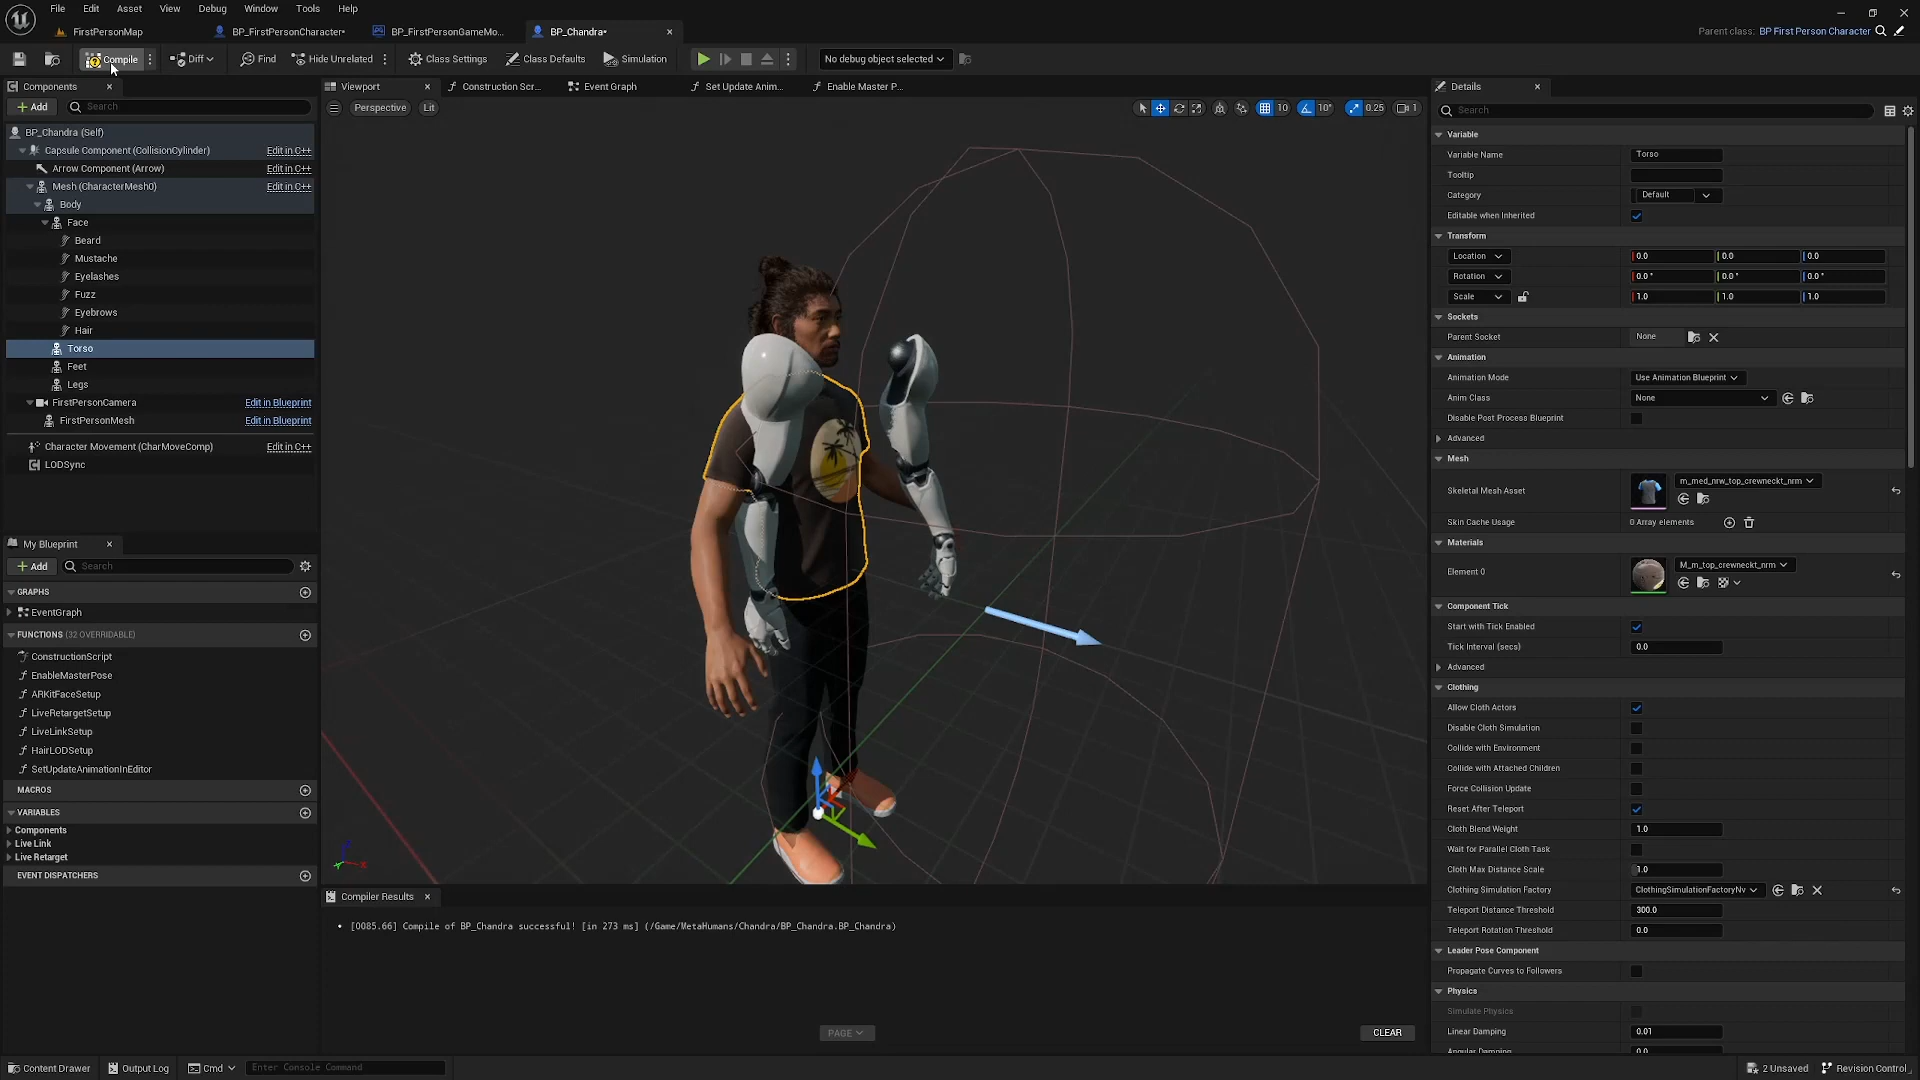 File Edit Asset View Debug Window Tools Help
FirstPersonMap BP_FirstPersonCharacter• BP_FirstPersonGameMo... BP_Chandra•
Parent class: BP First Person Character
Compile Diff Find Hide Unrelated Class Settings Class Defaults Simulation No debug object selected
Components
Add Search
BP_Chandra (Self)
Capsule Component (CollisionCylinder) Edit in C++
Arrow Component (Arrow) Edit in C++
Mesh (CharacterMesh0) Edit in C++
Body
Face
Beard
Mustache
Eyelashes
Fuzz
Eyebrows
Hair
Torso
Feet
Legs
FirstPersonCamera Edit in Blueprint
FirstPersonMesh Edit in Blueprint
Character Movement (CharMoveComp) Edit in C++
LODSync
My Blueprint
Add Search
GRAPHS
EventGraph
FUNCTIONS (32 OVERRIDABLE)
ConstructionScript
EnableMasterPose
ARKitFaceSetup
LiveRetargetSetup
LiveLinkSetup
HairLODSetup
SetUpdateAnimationInEditor
MACROS
VARIABLES
Components
Live Link
Live Retarget
EVENT DISPATCHERS
Viewport Construction Scr... Event Graph Set Update Anim... Enable Master P...
Perspective Lit 10 10° 0.25 1
Compiler Results
• [0085.66] Compile of BP_Chandra successful! [in 273 ms] (/Game/MetaHumans/Chandra/BP_Chandra.BP_Chandra)
PAGE CLEAR
Details
Search
Variable
Variable Name Torso
Tooltip
Category Default
Editable when Inherited
Transform
Location 0.0 0.0 0.0
Rotation 0.0 ° 0.0 ° 0.0 °
Scale 1.0 1.0 1.0
Sockets
Parent Socket None
Animation
Animation Mode Use Animation Blueprint
Anim Class None
Disable Post Process Blueprint
Advanced
Mesh
Skeletal Mesh Asset m_med_nrw_top_crewneckt_nrm
Skin Cache Usage 0 Array elements
Materials
Element 0 M_m_top_crewneckt_nrm
Component Tick
Start with Tick Enabled
Tick Interval (secs) 0.0
Advanced
Clothing
Allow Cloth Actors
Disable Cloth Simulation
Collide with Environment
Collide with Attached Children
Force Collision Update
Reset After Teleport
Cloth Blend Weight 1.0
Wait for Parallel Cloth Task
Cloth Max Distance Scale 1.0
Clothing Simulation Factory ClothingSimulationFactoryNv
Teleport Distance Threshold 300.0
Teleport Rotation Threshold 0.0
Leader Pose Component
Propagate Curves to Followers
Physics
Simulate Physics
Linear Damping 0.01
Angular Damping 0.0
Content Drawer Output Log Cmd Enter Console Command 2 Unsaved Revision Control